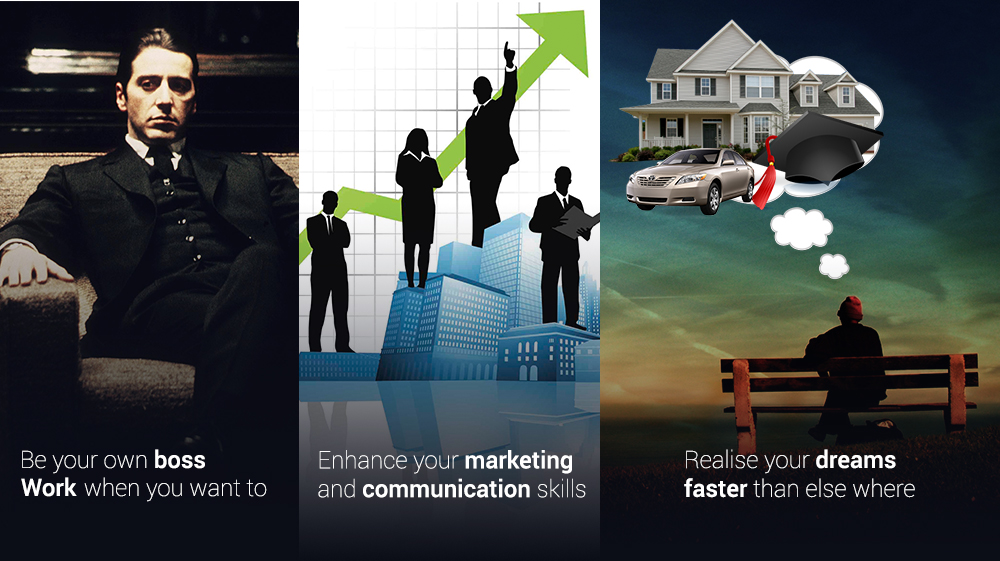 Be your own boss
Work when you want to
Enhance your marketing
and communication skills
Realise your dreams
faster than else where